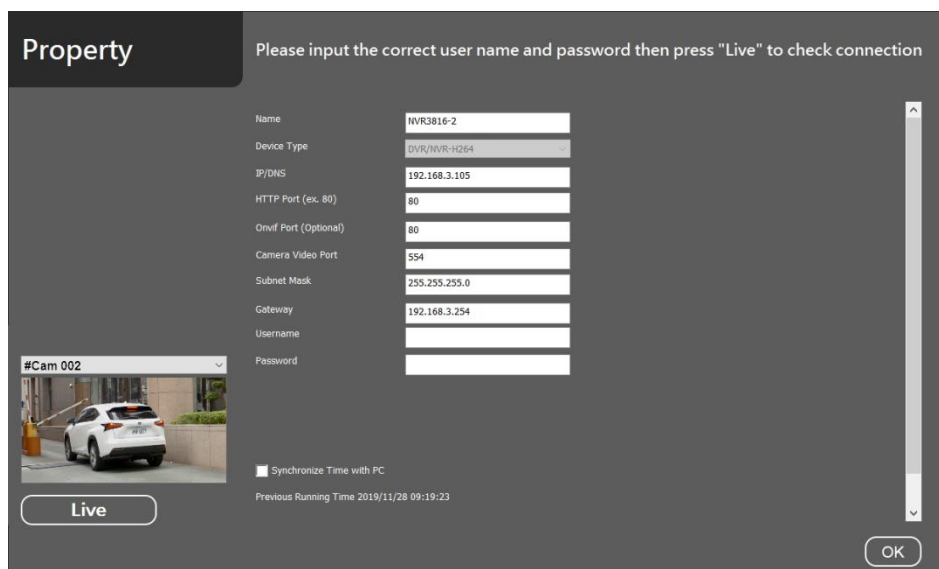 Property
Please input the correct user name and password then press "Live" to check connection
Name NVR3816-2
Device Type DVR/NVR-H264
IP/DNS 192.168.3.105
HTTP Port (ex. 80) 80
Onvif Port (Optional) 80
Camera Video Port 554
Subnet Mask 255.255.255.0
Gateway 192.168.3.254
Username
Password
#Cam 002
Synchronize Time with PC
Previous Running Time 2019/11/28 09:19:23
Live
OK